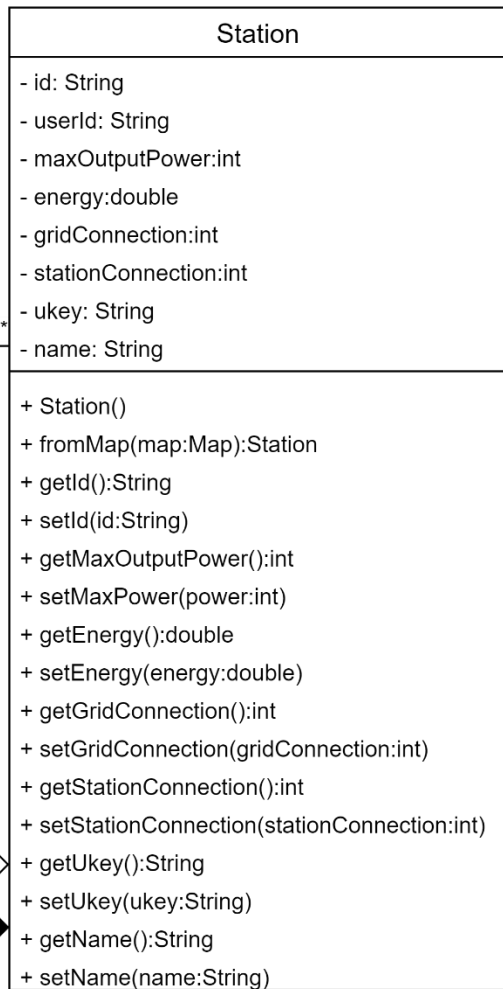 Station
- id: String
- userId: String
- maxOutputPower:int
- energy:double
- gridConnection:int
- stationConnection:int
- ukey: String
*
- name: String
+ Station()
+ fromMap(map:Map):Station
+ getId():String
+ setId(id:String)
+ getMaxOutputPower():int
+ setMaxPower(power:int)
+ getEnergy():double
+ setEnergy(energy:double)
+ getGridConnection():int
+ setGridConnection(gridConnection:int)
+ getStationConnection():int
+ setStationConnection(stationConnection:int)
+ getUkey():String
+ setUkey(ukey:String)
+ getName():String
+ setName(name:String)